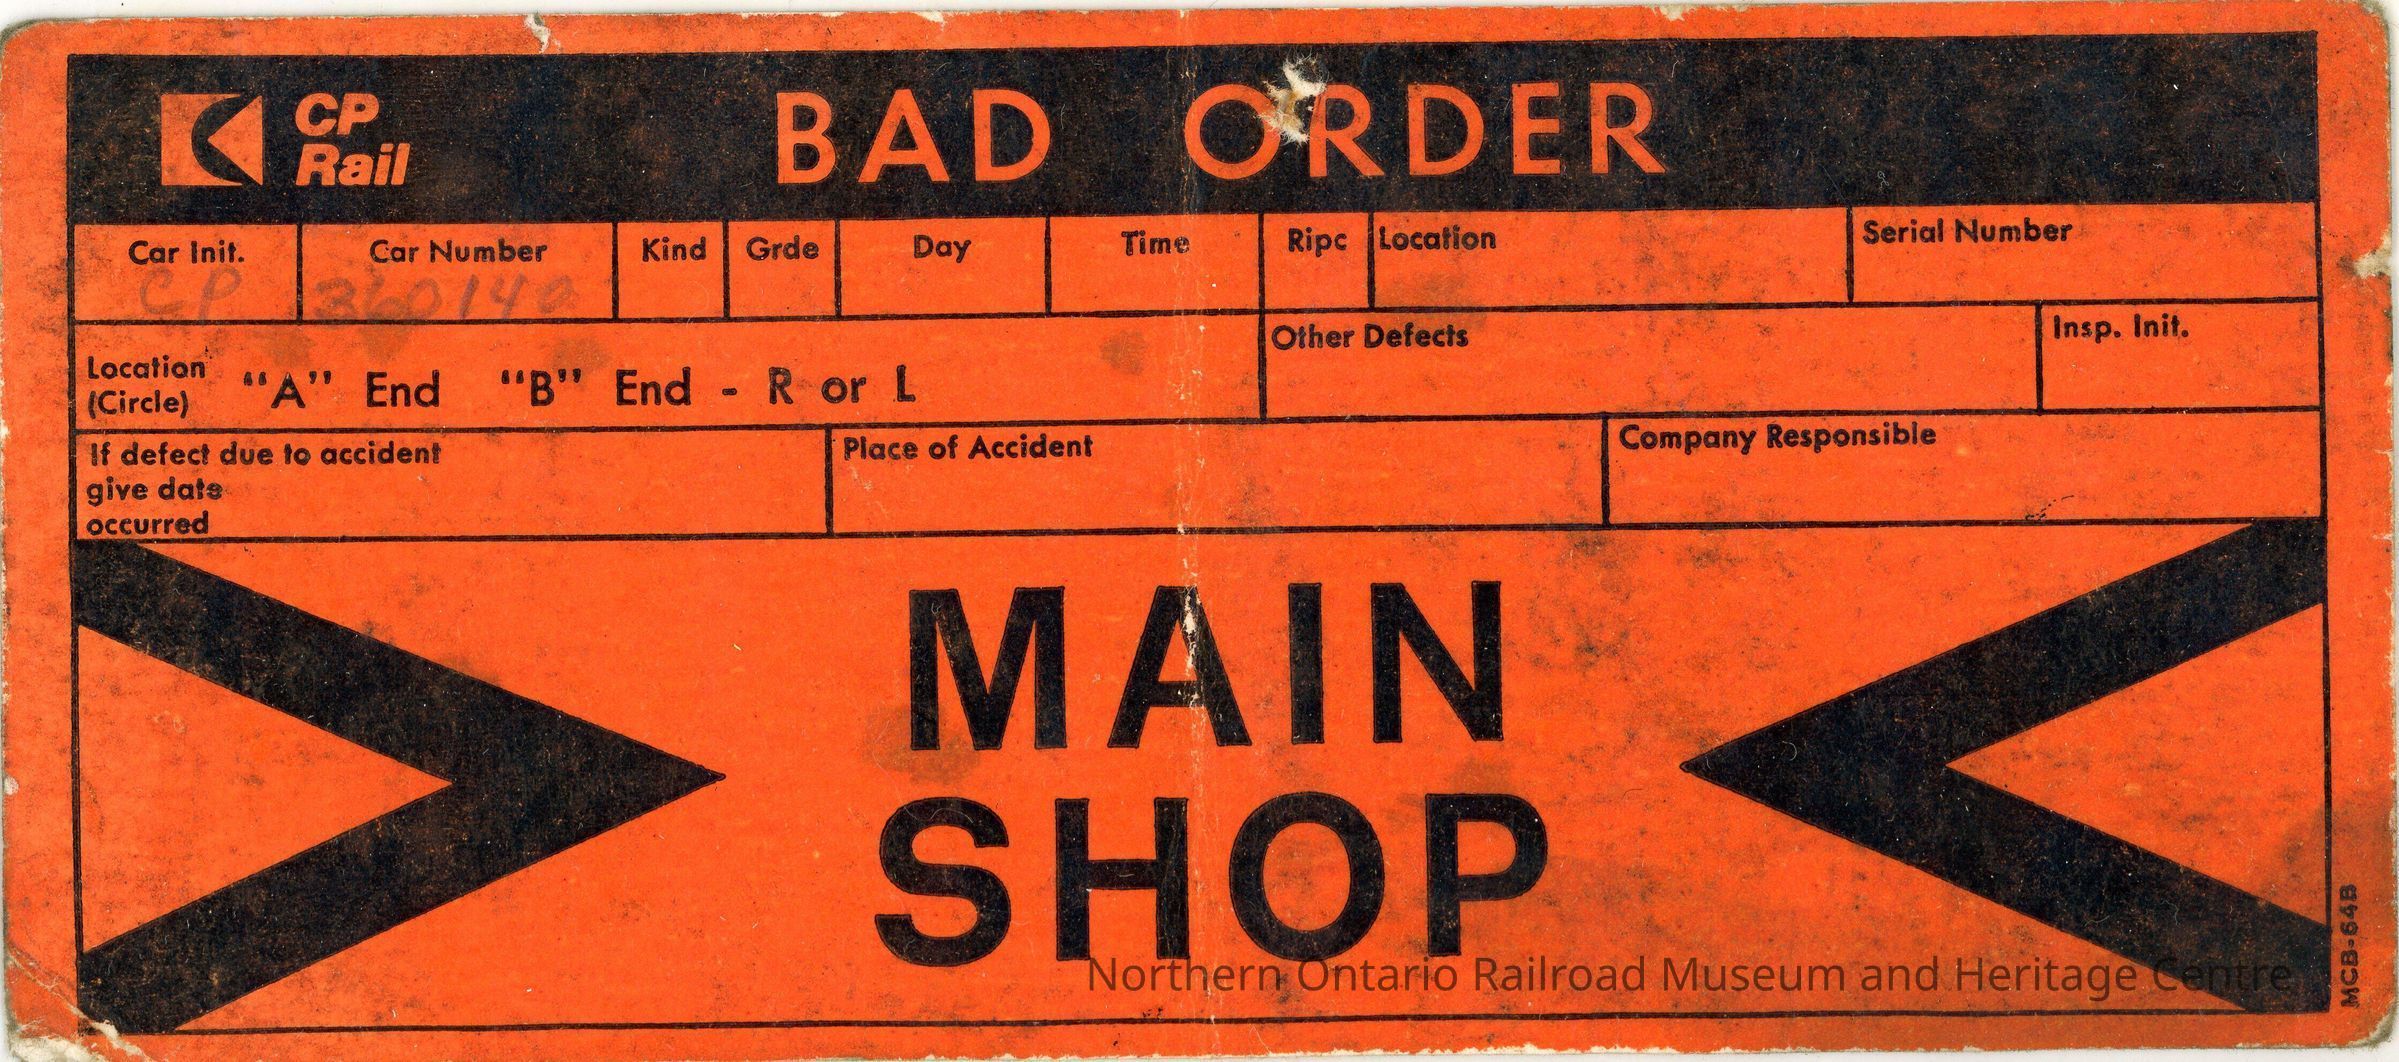 CP
Rail
BAD ORDER
Car Init. Car Number Kind Grde Day Time Ripc Location Serial Number
CP
Location
(Circle) "A" End "B" End - R or L
Other Defects
Insp. Init.
If defect due to accident
give date
occurred
Place of Accident
Company Responsible
MAIN
SHOP
MCB-64B
Northern Ontario Railroad Museum and Heritage Centre